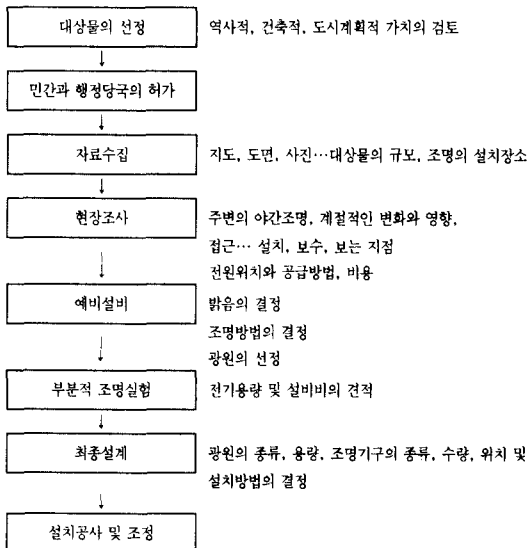 대상물의 선정
역사적, 건축적, 도시계획적 가치의 검토
민간과 행정당국의 허가
자료수집
지도, 도면, 사진…대상물의 규모, 조명의 설치장소
현장조사
주변의 야간조명, 계절적인 변화와 영향,
접근… 설치, 보수, 보는 지점
전원위치와 공급방법, 비용
예비설비
밝음의 결정
조명방법의 결정
광원의 선정
부분적 조명실험
전기용량 및 설비비의 견적
최종설계
광원의 종류, 용량, 조명기구의 종류, 수량, 위치 및
설치방법의 결정
설치공사 및 조정